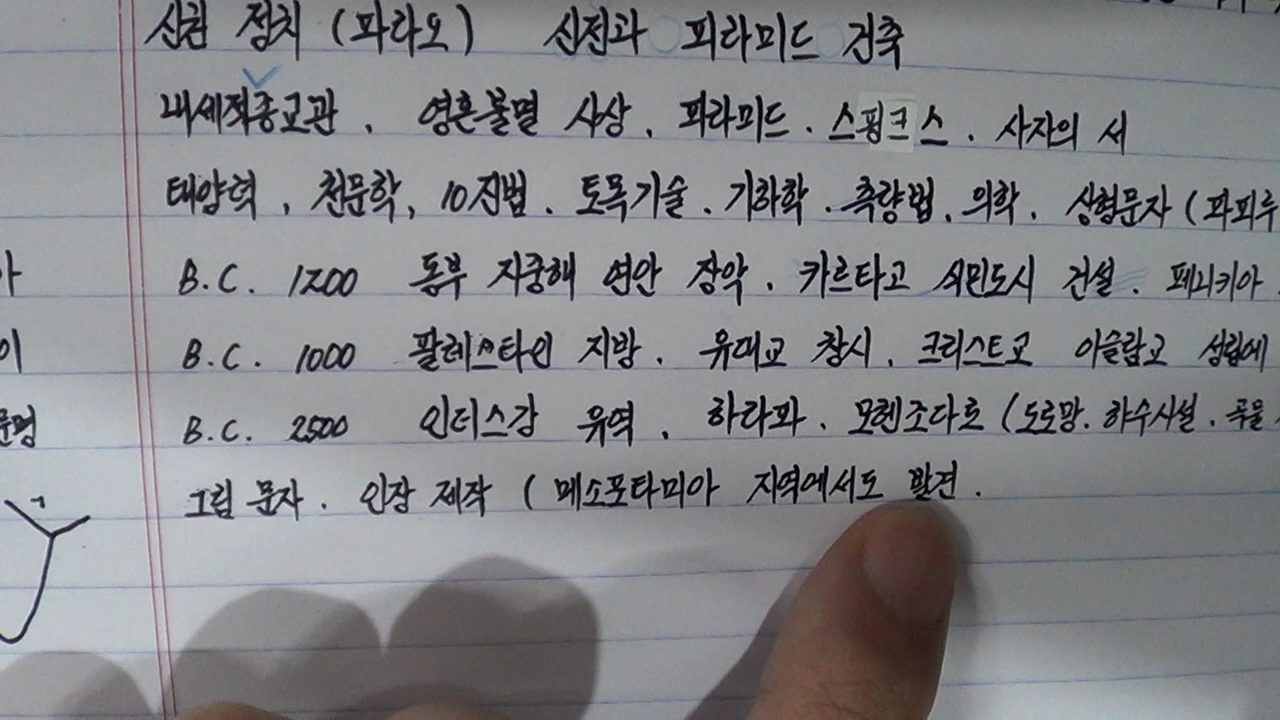 신권 정치 (파라오) 신전과 피라미드 건축
내세적종교관, 영혼불멸 사상, 피라미드. 스핑크스. 사자의 서
태양력, 천문학, 10진법. 토목기술. 기하학. 측량법. 의학. 상형문자 (파피루
B.C. 1200 동부 지중해 연안 장악. 카르타고 식민도시 건설. 페니키아
B.C. 1000 팔레스타인 지방. 유대교 창시. 크리스트교 이슬람교 성립에
B.C. 2500 인더스강 유역, 하라파. 모헨조다로 (도로망. 하수시설. 곡물
그림 문자. 인장 제작 (메소포타미아 지역에서도 발견.